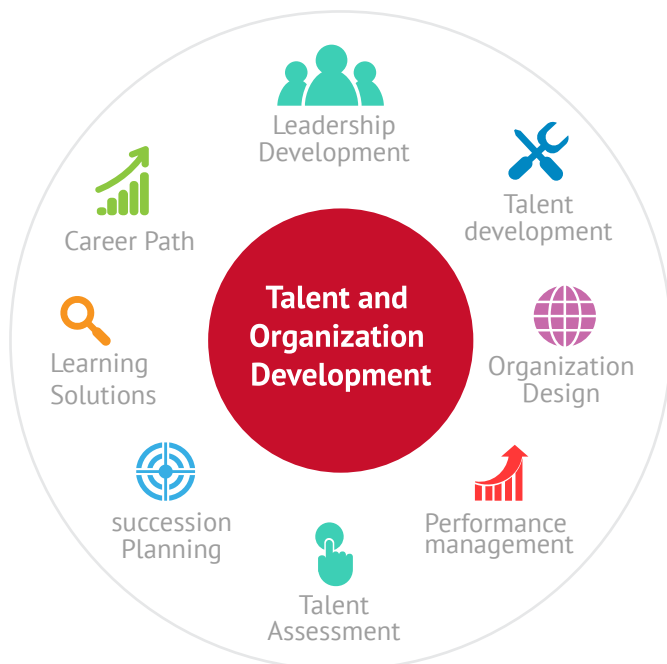 Leadership
Development
Talent
development
Career Path
Talent and
Organization
Development
Learning
Solutions
Organization
Design
succession
Planning
Performance
management
Talent
Assessment